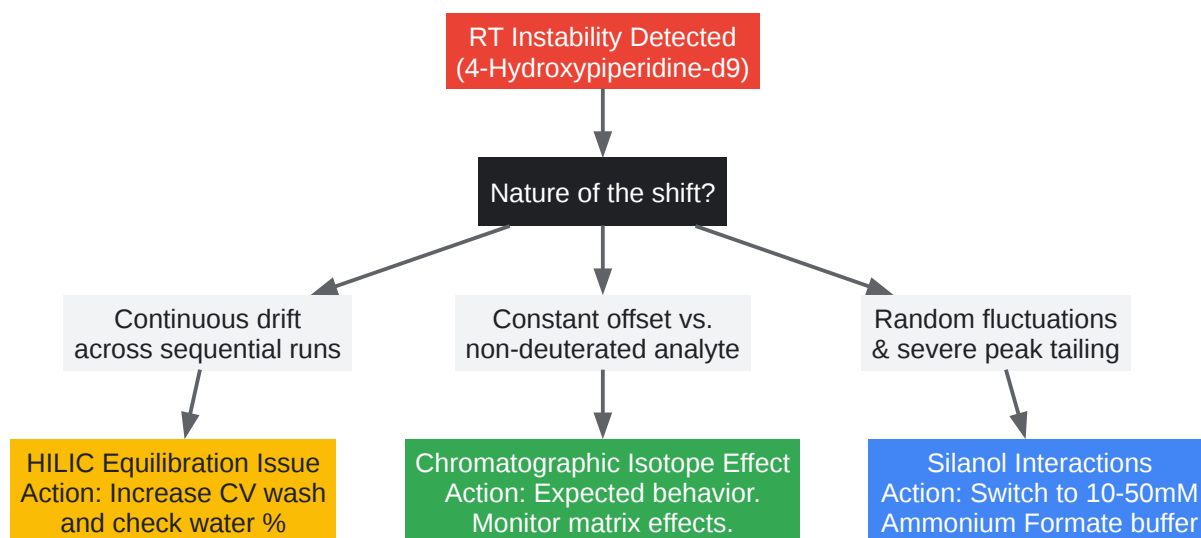 RT Instability Detected
(4-Hydroxypiperidine-d9)
Nature of the shift?
Continuous drift
across sequential runs
Constant offset vs.
non-deuterated analyte
Random fluctuations
& severe peak tailing
HILIC Equilibration Issue
Action: Increase CV wash
and check water %
Chromatographic Isotope Effect
Action: Expected behavior.
Monitor matrix effects.
Silanol Interactions
Action: Switch to 10-50mM
Ammonium Formate buffer